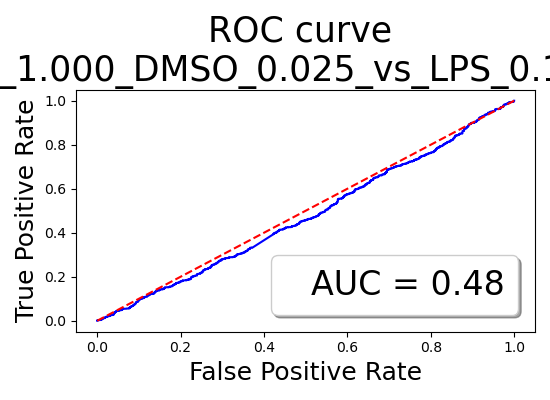 ROC curve
_1.000_DMSO_0.025_vs_LPS_0.1
1.0
0.8
0.6
0.4
0.2
0.0
True Positive Rate
AUC = 0.48
0.0 0.2 0.4 0.6 0.8 1.0
False Positive Rate